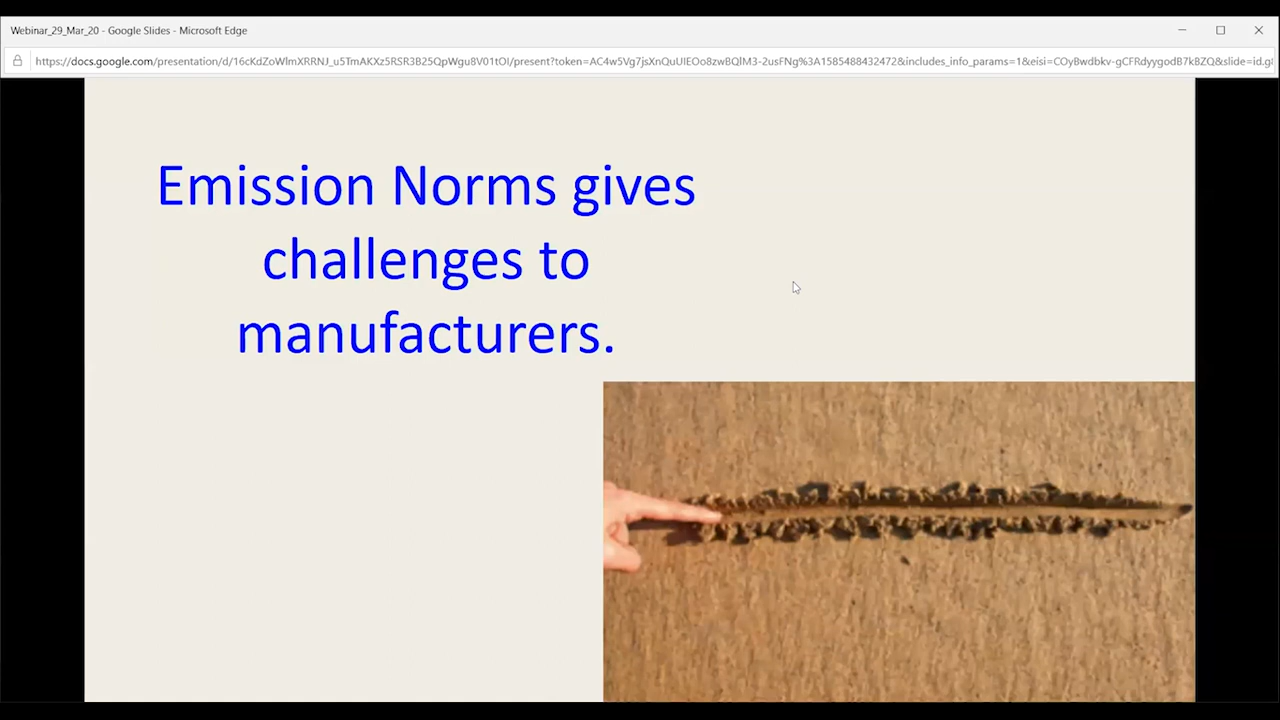 Webinar_29_Mar_20 - Google Slides - Microsoft Edge
https://docs.google.com/presentation/d/16cKdZoWlmXRRNJ_u5TmAKXz5RSR3B25QpWgu8V01tOI/present?token=AC4w5Vg7jsXnQuUIEOo8zwBQlM3-2usFNg%3A1585488432472&includes_info_params=1&eisi=COyBwdbkv-gCFRdyygodB7kBZQ&slide=id.g8
Emission Norms gives
challenges to
manufacturers.